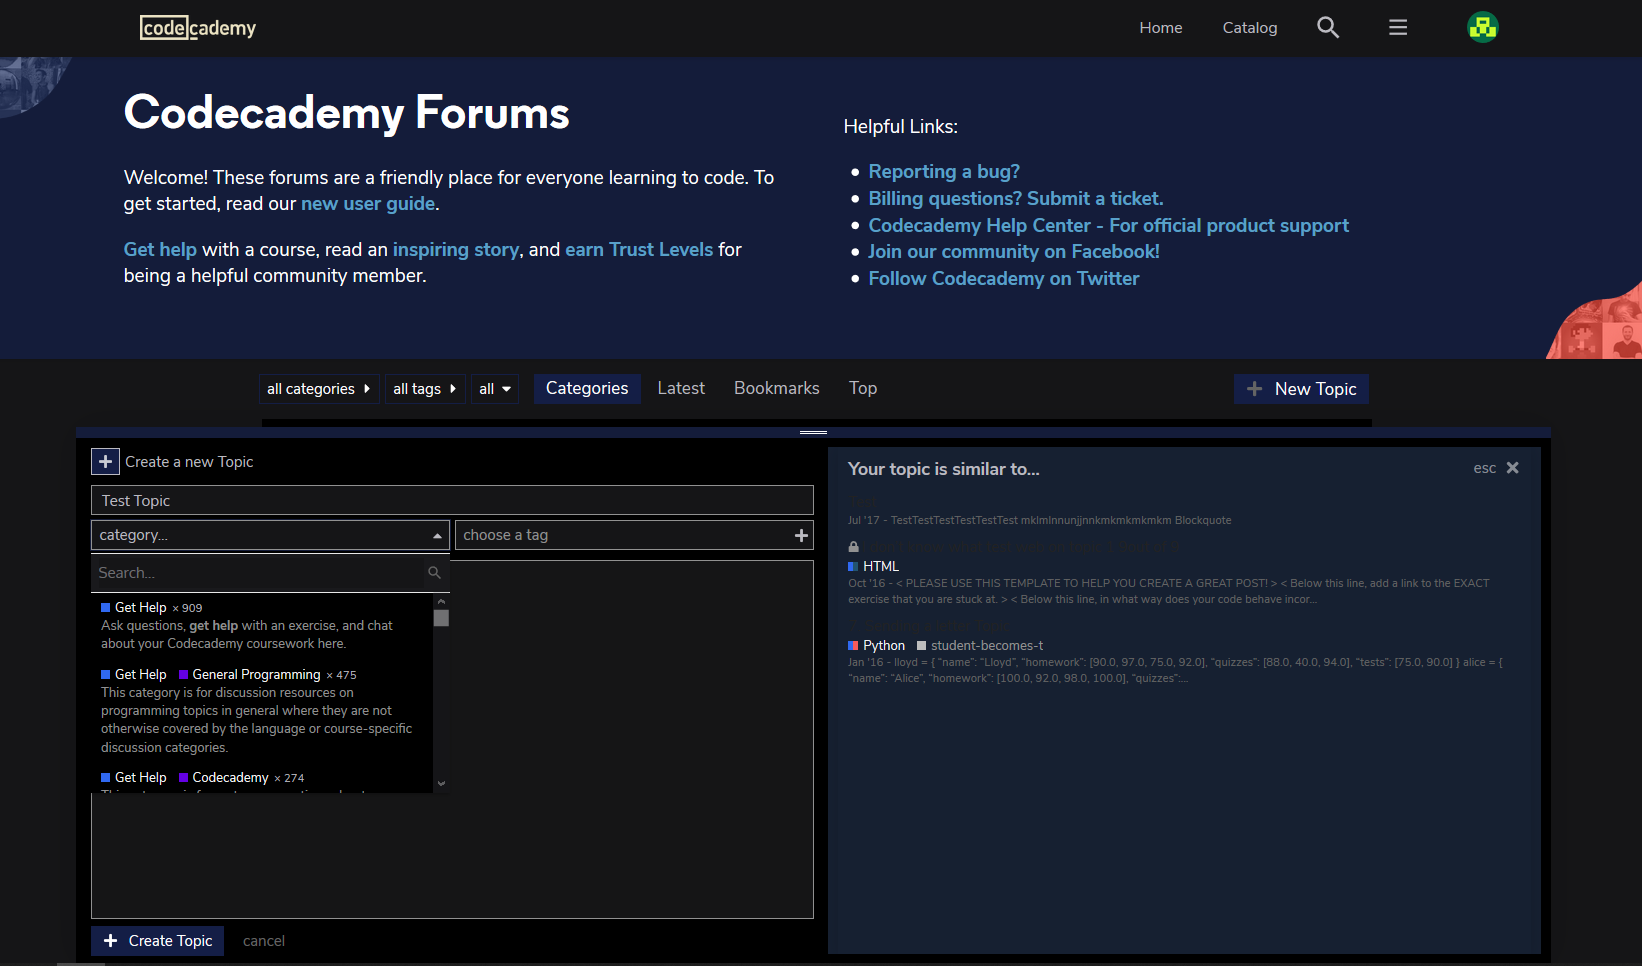 codecademy
Home Catalog
Codecademy Forums
Welcome! These forums are a friendly place for everyone learning to code. To
get started, read our new user guide.
Get help with a course, read an inspiring story, and earn Trust Levels for
being a helpful community member.
Helpful Links:
Reporting a bug?
Billing questions? Submit a ticket.
Codecademy Help Center - For official product support
Join our community on Facebook!
Follow Codecademy on Twitter
all categories all tags all Categories Latest Bookmarks Top + New Topic
+ Create a new Topic
Test Topic
category... choose a tag +
Search...
Get Help × 909
Ask questions, get help with an exercise, and chat
about your Codecademy coursework here.
Get Help General Programming × 475
This category is for discussion resources on
programming topics in general where they are not
otherwise covered by the language or course-specific
discussion categories.
Get Help Codecademy × 274
+ Create Topic cancel
Your topic is similar to... esc ×
Jul '17 - TestTestTestTestTestTest mklmlnnunjjnnkmkmkmkmkm Blockquote
HTML
Oct '16 - < PLEASE USE THIS TEMPLATE TO HELP YOU CREATE A GREAT POST! > < Below this line, add a link to the EXACT
exercise that you are stuck at. > < Below this line, in what way does your code behave incor...
Python student-becomes-t
Jan '16 - lloyd = { “name”: “Lloyd”, “homework”: [90.0, 97.0, 75.0, 92.0], “quizzes”: [88.0, 40.0, 94.0], “tests”: [75.0, 90.0] } alice = {
“name”: “Alice”, “homework”: [100.0, 92.0, 98.0, 100.0], “quizzes”:...